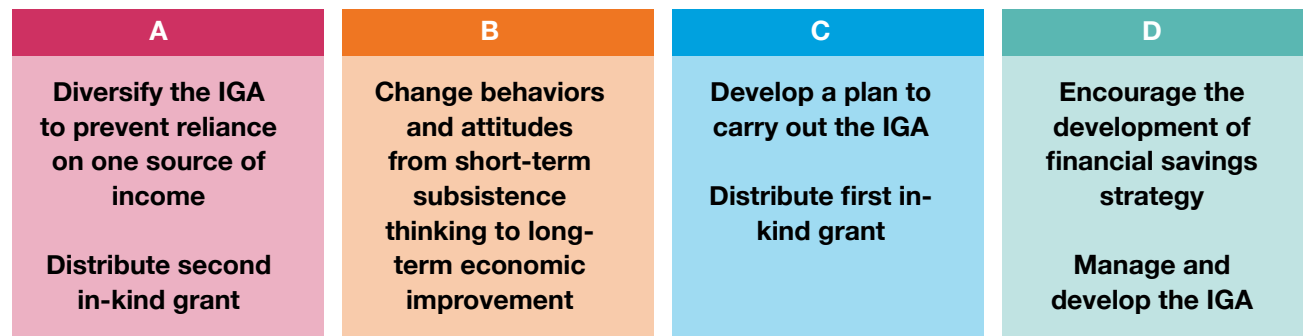 A
Diversify the IGA
to prevent reliance
on one source of
income
Distribute second
in-kind grant
B
Change behaviors
and attitudes
from short-term
subsistence
thinking to long-
term economic
improvement
C
Develop a plan to
carry out the IGA
Distribute first in-
kind grant
D
Encourage the
development of
financial savings
strategy
Manage and
develop the IGA